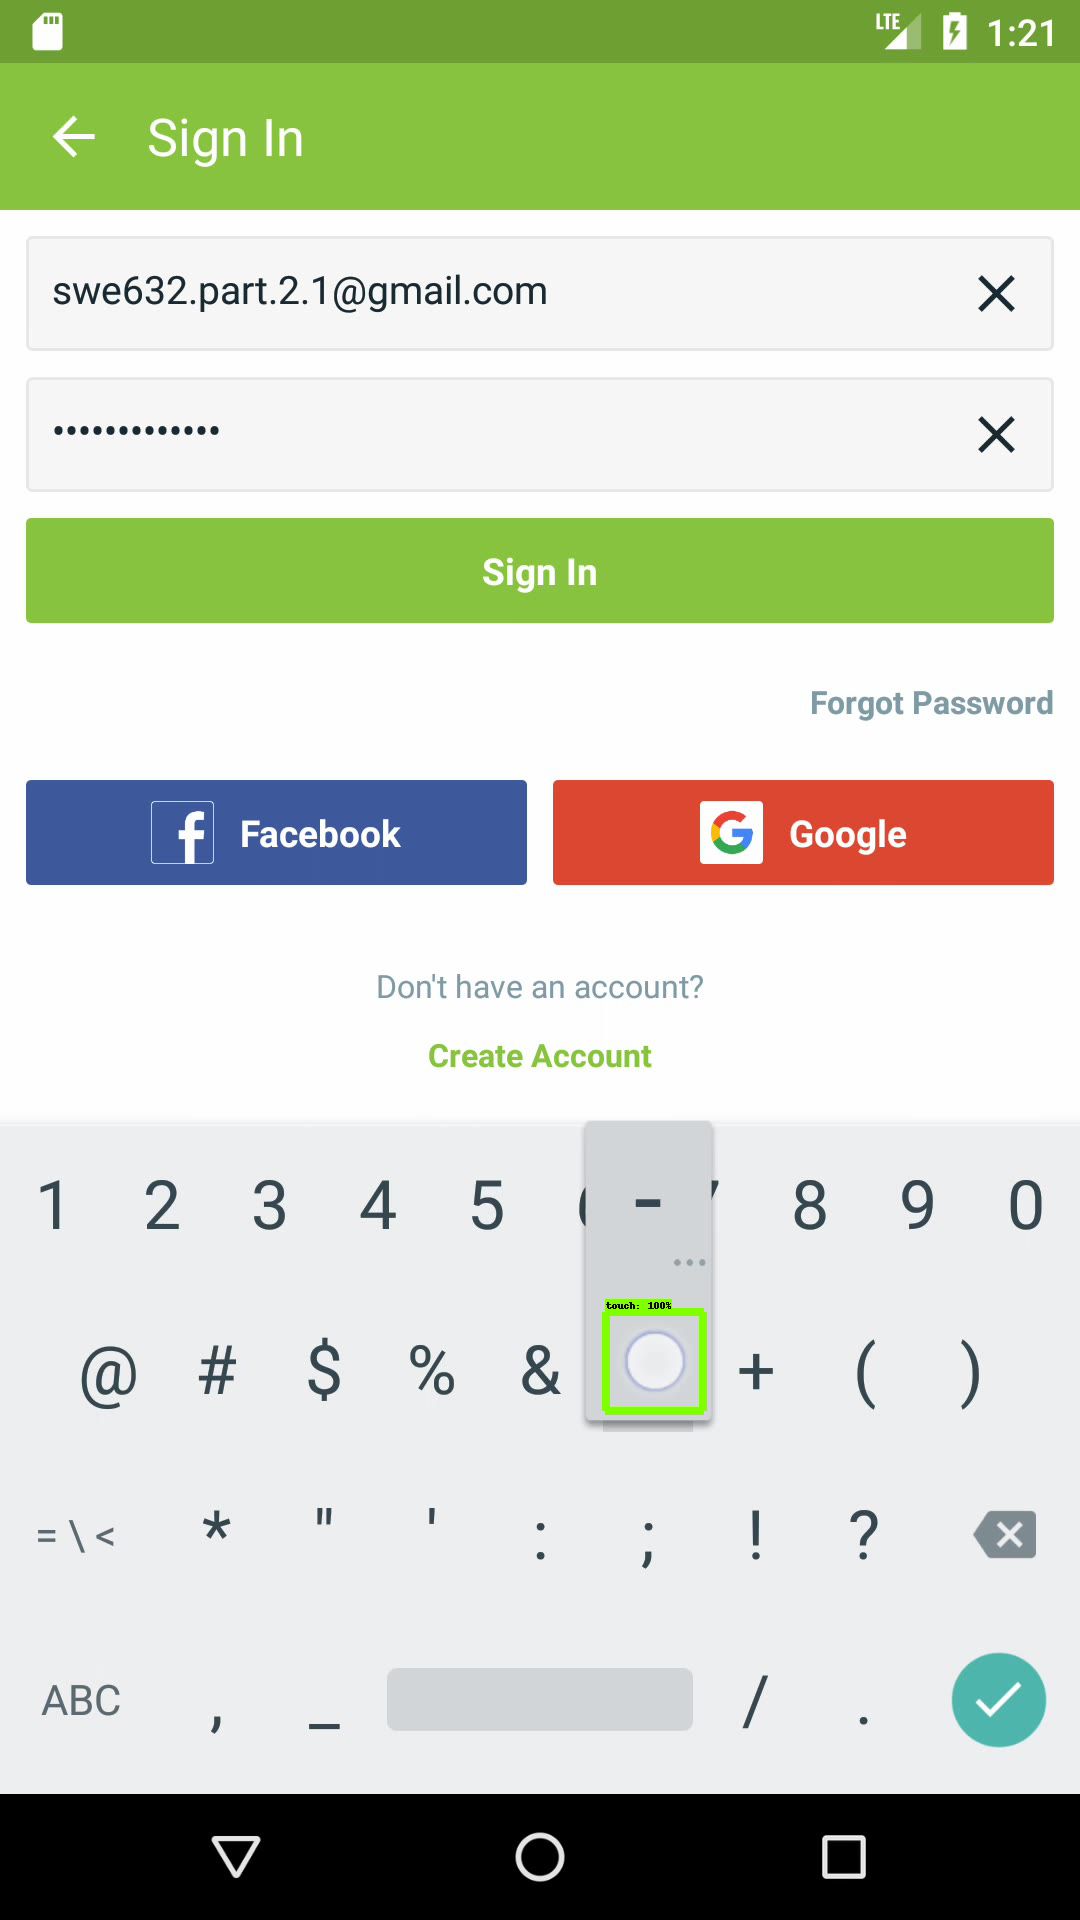 LTE 1:21
Sign In
swe632.part.2.1@gmail.com
•••••••••••••
Sign In
Forgot Password
Facebook
Google
Don't have an account?
Create Account
1 2 3 4 5 - 8 9 0
touch: 100%
@ # $ % & + ( )
= \ < * " ' : ; ! ?
ABC , _ / .